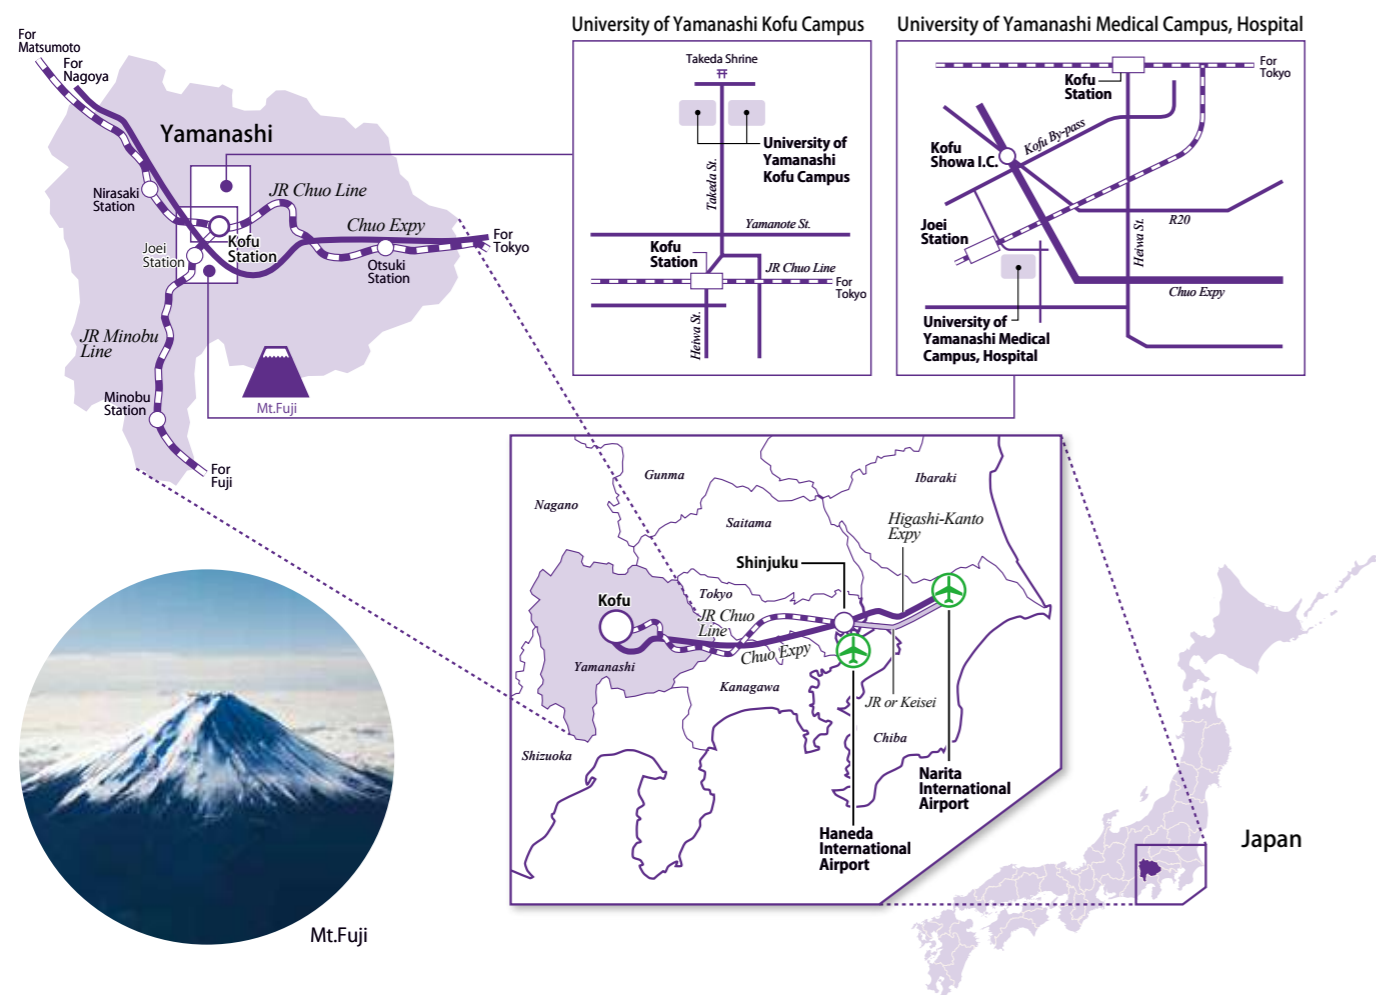 For
Matsumoto
For
Nagoya
Yamanashi
Nirasaki
Station
JR Chuo Line
Chuo Expy
Joei
Station
Kofu
Station
Otsuki
Station
For
Tokyo
JR Minobu
Line
Minobu
Station
Mt.Fuji
For
Fuji
University of Yamanashi Kofu Campus
Takeda Shrine
University of
Yamanashi
Kofu Campus
Takeda St.
Yamanote St.
Kofu
Station
JR Chuo Line
For
Tokyo
Heiwa St.
University of Yamanashi Medical Campus, Hospital
For
Tokyo
Kofu
Station
Kofu By-pass
Kofu
Showa I.C.
Joei
Station
R20
Heiwa St.
Chuo Expy
University of
Yamanashi Medical
Campus, Hospital
Gunma
Ibaraki
Nagano
Saitama
Higashi-Kanto
Expy
Shinjuku
Kofu
Tokyo
JR Chuo
Line
Chuo Expy
Yamanashi
Kanagawa
JR or Keisei
Chiba
Shizuoka
Narita
International
Airport
Haneda
International
Airport
Japan
Mt.Fuji